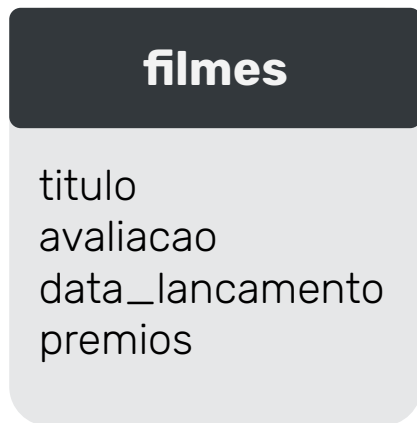 filmes
titulo
avaliacao
data_lancamento
premios